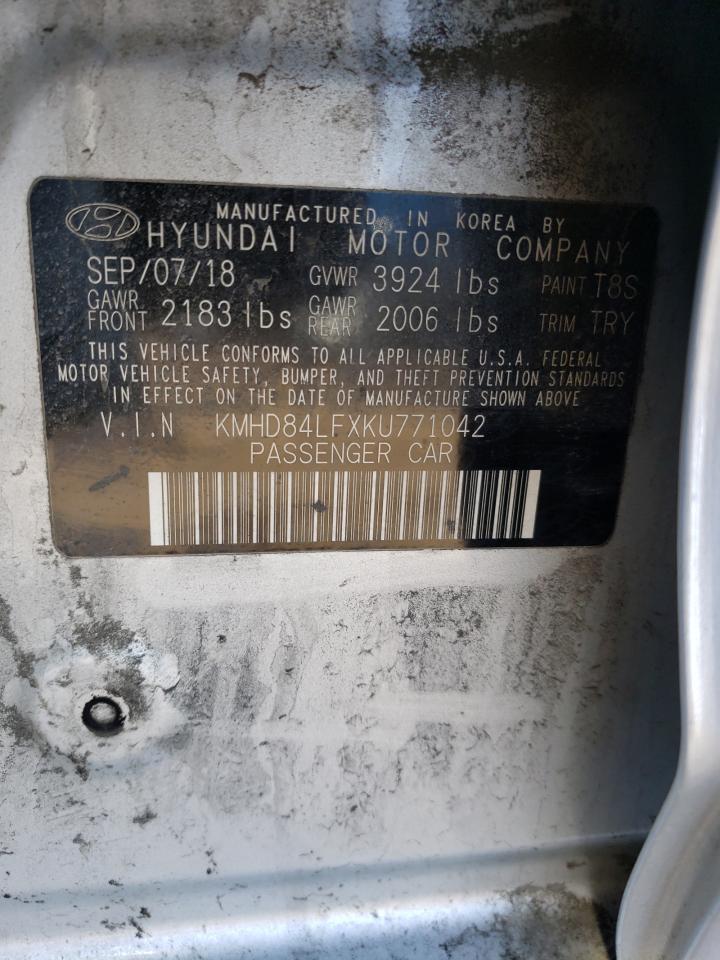 MANUFACTURED IN KOREA BY
HYUNDAI MOTOR COMPANY
SEP/07/18 GVWR 3924 lbs PAINT T8S
GAWR FRONT 2183 lbs GAWR REAR 2006 lbs TRIM TRY
THIS VEHICLE CONFORMS TO ALL APPLICABLE U.S.A. FEDERAL
MOTOR VEHICLE SAFETY, BUMPER, AND THEFT PREVENTION STANDARDS
IN EFFECT ON THE DATE OF MANUFACTURE SHOWN ABOVE
V.I.N KMHD84LFXKU771042
PASSENGER CAR